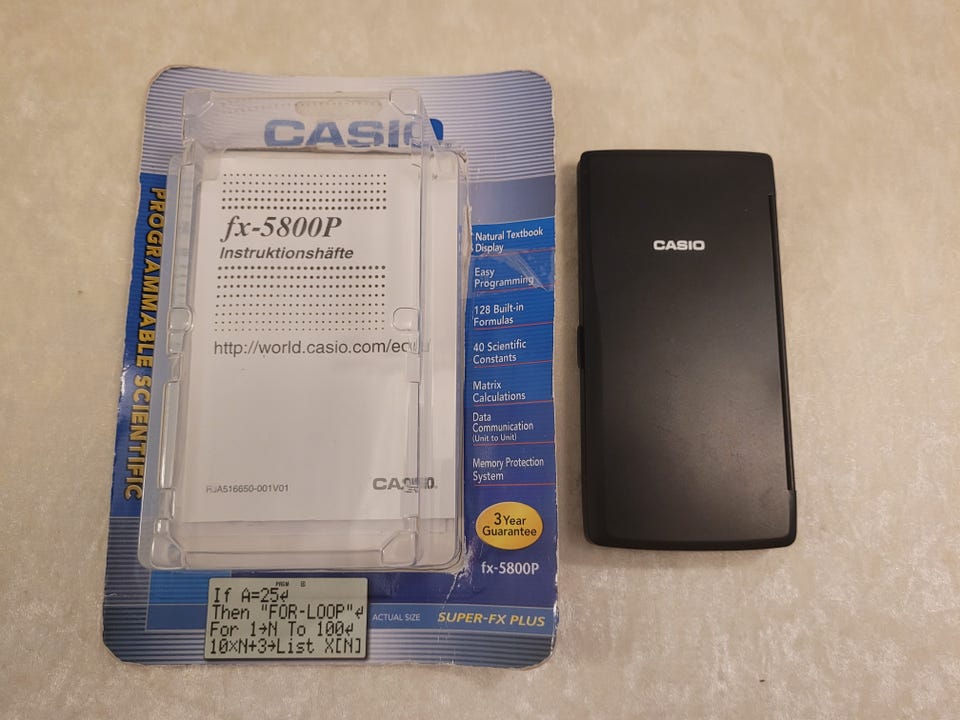 CASIO
PROGRAMMABLE SCIENTIFIC
fx-5800P
Instruktionshäfte
http://world.casio.com/edu
RJA516650-001V01
CASIO.
Natural Textbook
Display
Easy
Programming
128 Built-in
Formulas
40 Scientific
Constants
Matrix
Calculations
Data
Communication
(Unit to Unit)
Memory Protection
System
3 Year
Guarantee
fx-5800P
PRGM
If A=25↵
Then "FOR-LOOP"↵
For 1→N To 100↵
10×N+3→List X[N]
ACTUAL SIZE
SUPER-FX PLUS
CASIO